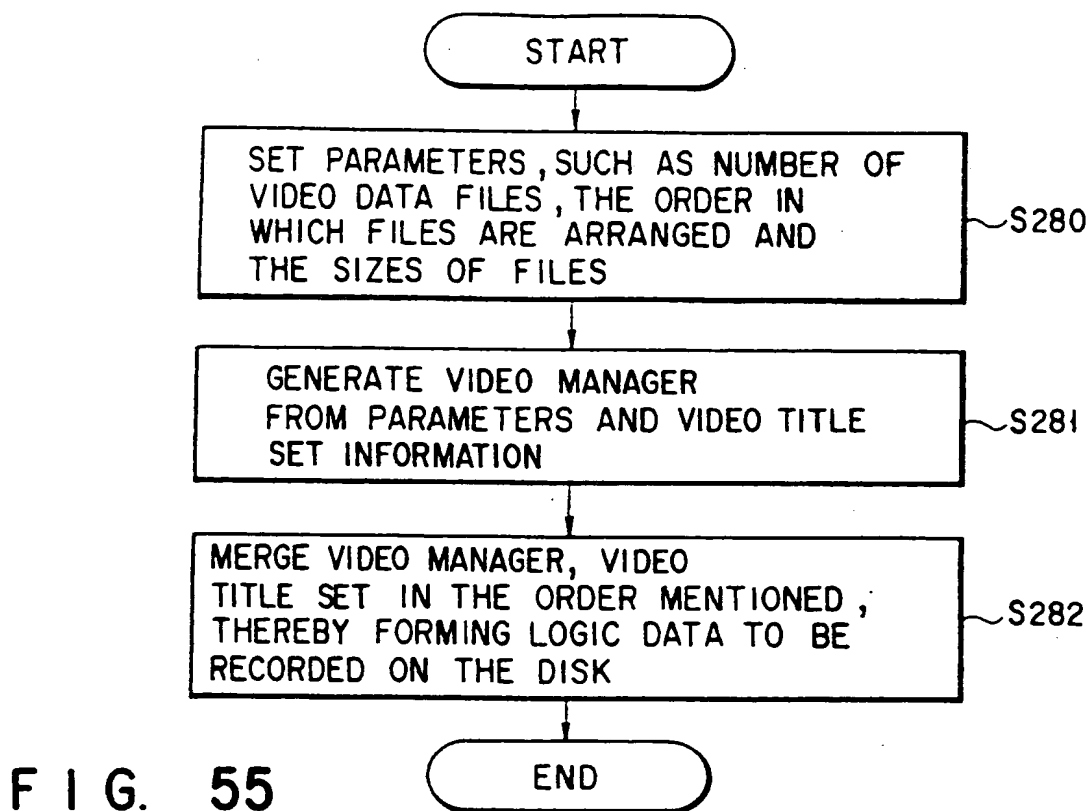 START
SET PARAMETERS, SUCH AS NUMBER OF
VIDEO DATA FILES, THE ORDER IN
WHICH FILES ARE ARRANGED AND
THE SIZES OF FILES
S280
GENERATE VIDEO MANAGER
FROM PARAMETERS AND VIDEO TITLE
SET INFORMATION
S281
MERGE VIDEO MANAGER, VIDEO
TITLE SET IN THE ORDER MENTIONED,
THEREBY FORMING LOGIC DATA TO BE
RECORDED ON THE DISK
S282
END
FIG. 55